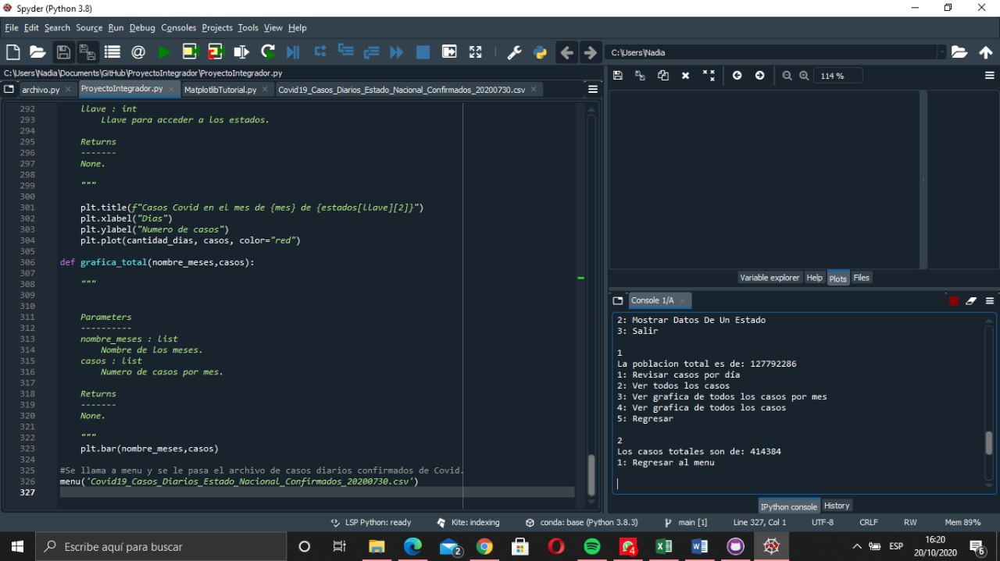 Spyder (Python 3.8)
File Edit Search Source Run Debug Consoles Projects Tools View Help
C:\Users\Nadia
C:\Users\Nadia\Documents\GitHub\ProyectoIntegrador\ProyectoIntegrador.py
archivo.py ProyectoIntegrador.py MatplotlibTutorial.py Covid19_Casos_Diarios_Estado_Nacional_Confirmados_20200730.csv
114 %
292 llave : int
293 Llave para acceder a los estados.
294
295 Returns
296 -------
297 None.
298
299 """
300
301 plt.title(f"Casos Covid en el mes de {mes} de {estados[llave][2]}")
302 plt.xlabel("Dias")
303 plt.ylabel("Numero de casos")
304 plt.plot(cantidad_dias, casos, color="red")
305
306 def grafica_total(nombre_meses,casos):
307
308 """
309
310
311 Parameters
312 ----------
313 nombre_meses : list
314 Nombre de los meses.
315 casos : list
316 Numero de casos por mes.
317
318 Returns
319 -------
320 None.
321
322 """
323 plt.bar(nombre_meses,casos)
324
325 #Se llama a menu y se le pasa el archivo de casos diarios confirmados de Covid.
326 menu('Covid19_Casos_Diarios_Estado_Nacional_Confirmados_20200730.csv')
327
Variable explorer Help Plots Files
Console 1/A
2: Mostrar Datos De Un Estado
3: Salir
1
La poblacion total es de: 127792286
1: Revisar casos por día
2: Ver todos los casos
3: Ver grafica de todos los casos por mes
4: Ver grafica de todos los casos
5: Regresar
2
Los casos totales son de: 414384
1: Regresar al menu
IPython console History
LSP Python: ready Kite: indexing conda: base (Python 3.8.3) main [1] Line 327, Col 1 UTF-8 CRLF RW Mem 89%
Escribe aquí para buscar
2
4
ESP
16:20
20/10/2020
6